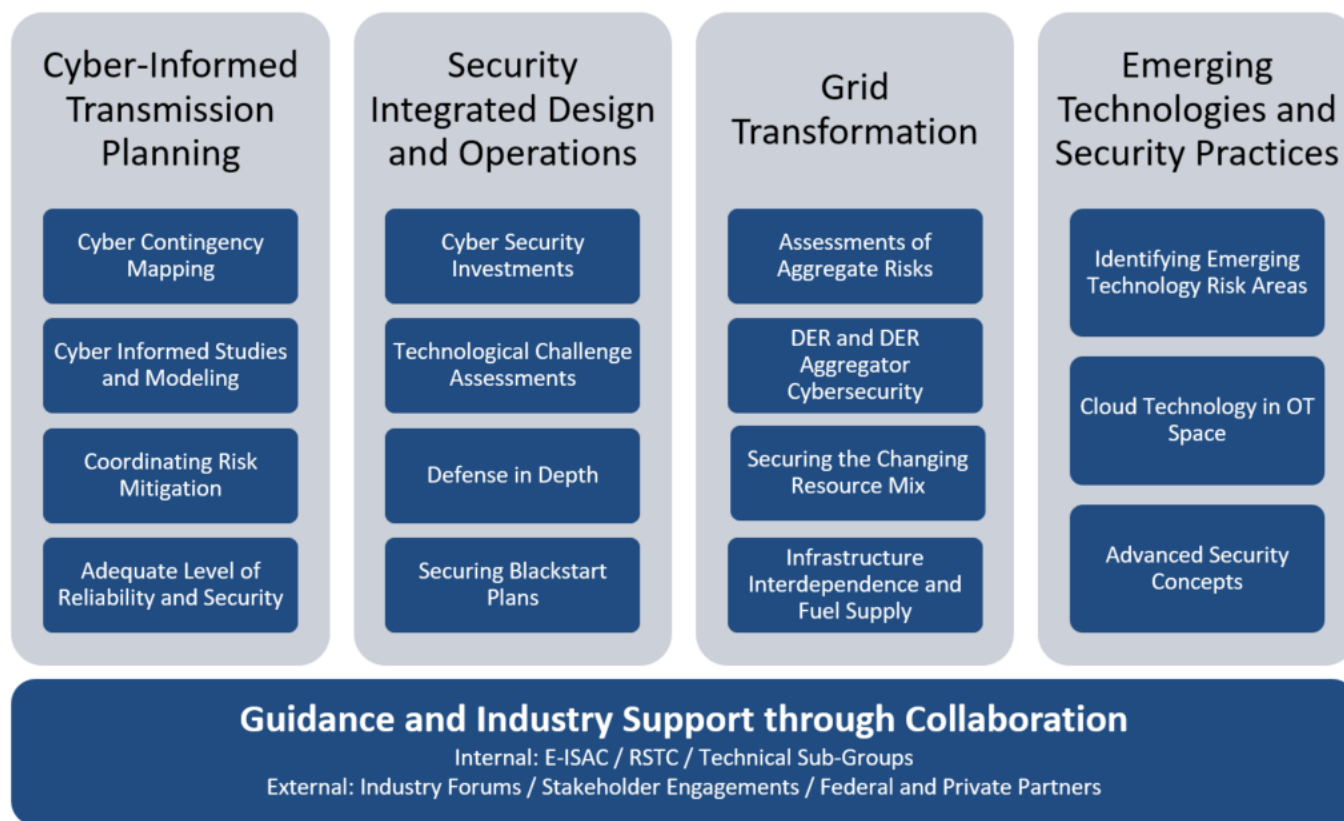 Cyber-Informed
Transmission
Planning
Cyber Contingency
Mapping
Cyber Informed Studies
and Modeling
Coordinating Risk
Mitigation
Adequate Level of
Reliability and Security
Security
Integrated Design
and Operations
Cyber Security
Investments
Technological Challenge
Assessments
Defense in Depth
Securing Blackstart
Plans
Grid
Transformation
Assessments of
Aggregate Risks
DER and DER
Aggregator
Cybersecurity
Securing the Changing
Resource Mix
Infrastructure
Interdependence and
Fuel Supply
Emerging
Technologies and
Security Practices
Identifying Emerging
Technology Risk Areas
Cloud Technology in OT
Space
Advanced Security
Concepts
Guidance and Industry Support through Collaboration
Internal: E-ISAC / RSTC / Technical Sub-Groups
External: Industry Forums / Stakeholder Engagements / Federal and Private Partners